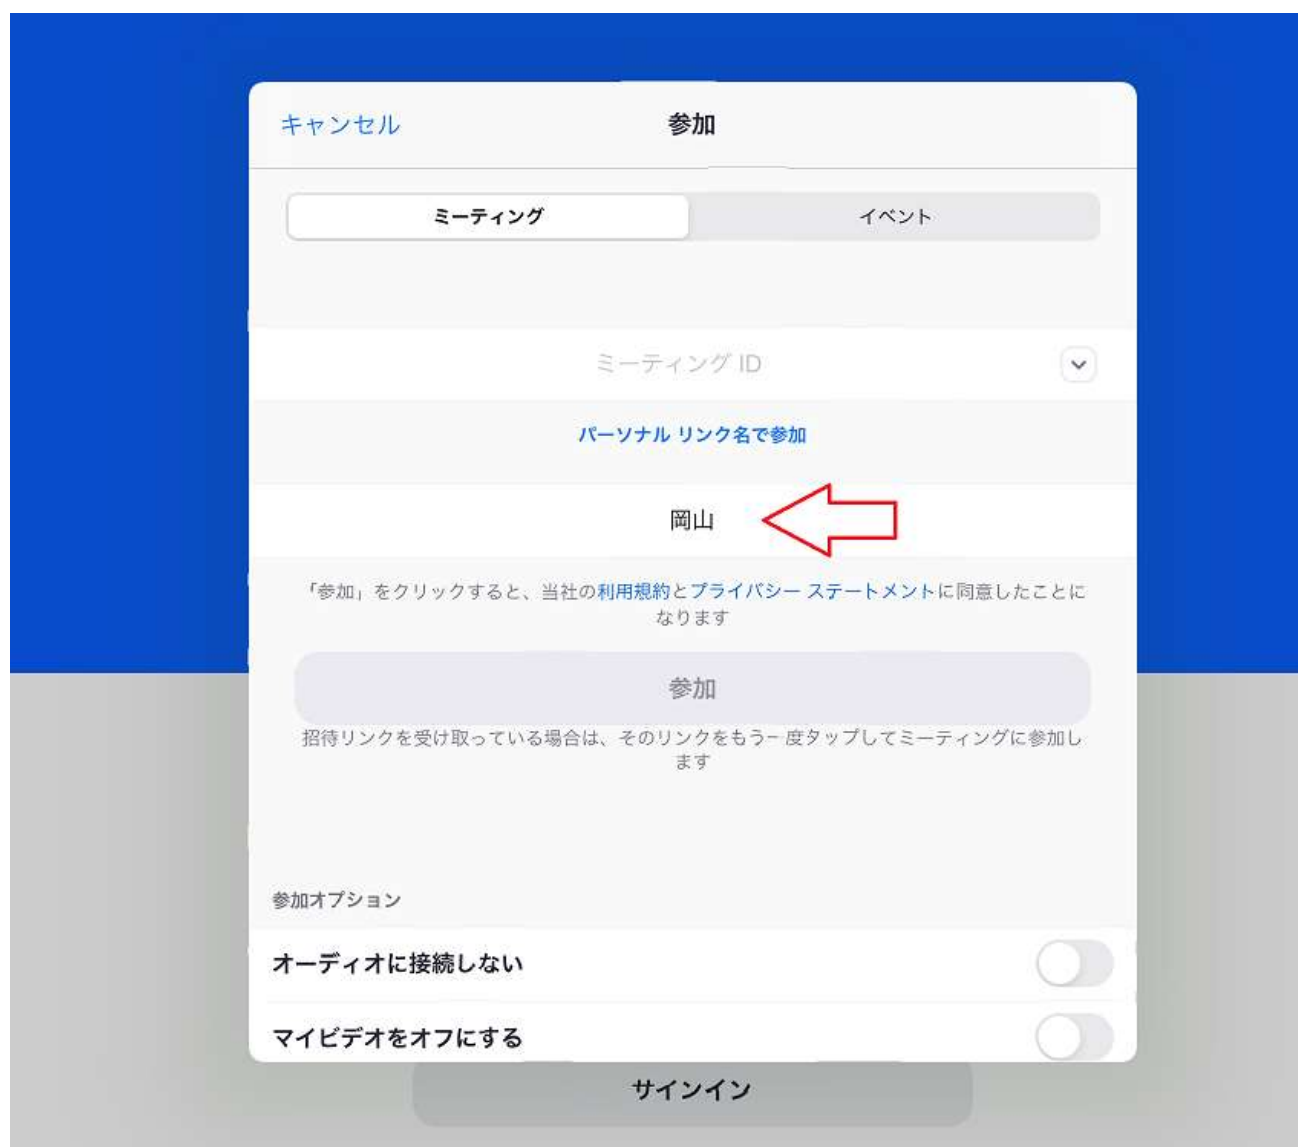 キャンセル
参加
ミーティング
イベント
ミーティング ID
パーソナル リンク名で参加
岡山
「参加」をクリックすると、当社の利用規約とプライバシー ステートメントに同意したことに
なります
参加
招待リンクを受け取っている場合は、そのリンクをもう一度タップしてミーティングに参加し
ます
参加オプション
オーディオに接続しない
マイビデオをオフにする
サインイン